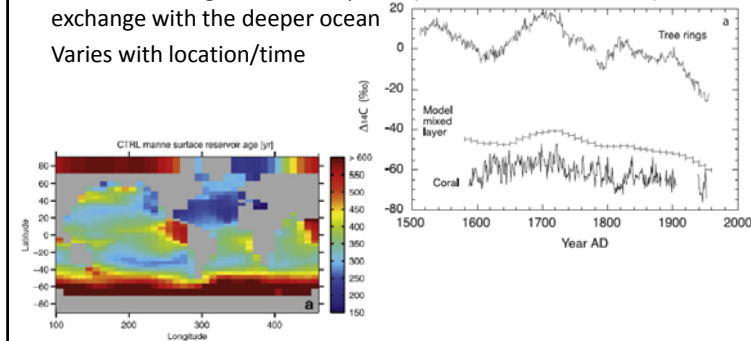 exchange with the deeper ocean
Varies with location/time
a
20
0
-20
-40
-60
-80
Δ14C (‰)
Tree rings
Model
mixed
layer
Coral
1500
1600
1700
1800
1900
2000
Year AD
CTRL marine surface reservoir age [yr]
80
60
40
20
0
−20
−40
−60
−80
Latitude
100
200
300
400
Longitude
a
> 600
550
500
450
400
350
300
250
200
150